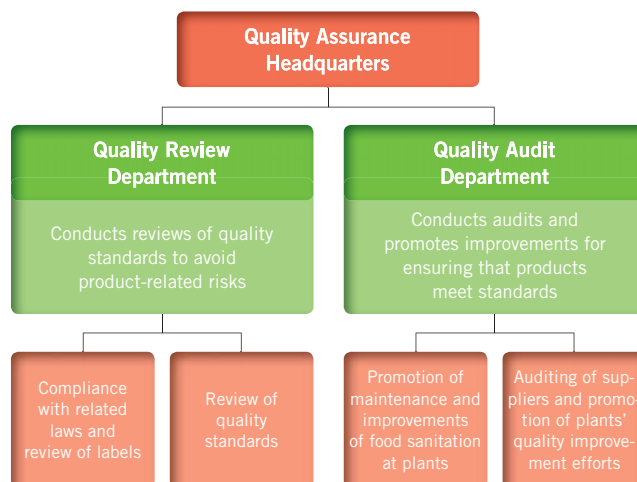 Quality Assurance
Headquarters
Quality Review
Department
Conducts reviews of quality
standards to avoid
product-related risks
Quality Audit
Department
Conducts audits and
promotes improvements for
ensuring that products
meet standards
Compliance
with related
laws and
review of labels
Review of
quality
standards
Promotion of
maintenance and
improvements
of food sanitation
at plants
Auditing of sup-
pliers and promo-
tion of plants’
quality improve-
ment efforts